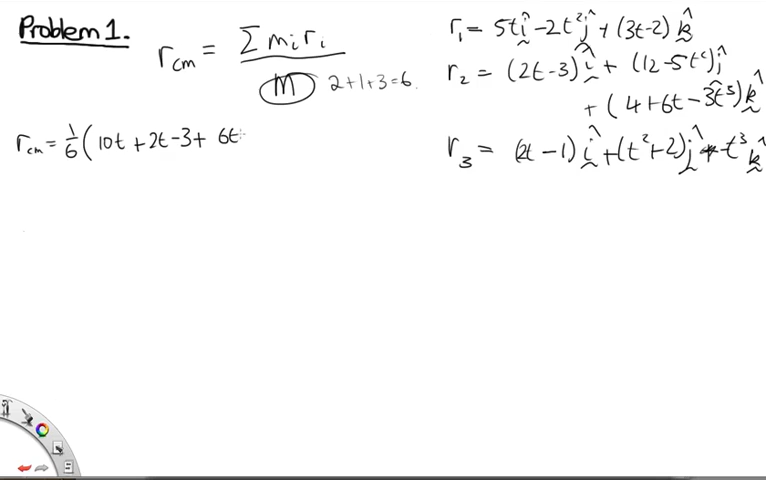 Problem 1.
r_cm = Σ m_i r_i / M 2+1+3=6.
r_1 = 5t î - 2t² ĵ + (3t-2) k̂
r_2 = (2t-3) î + (12-5t²) ĵ
+ (4+6t-3t³) k̂
r_3 = (2t-1) î + (t²+2) ĵ + t³ k̂
r_cm = 1/6 ( 10t + 2t - 3 + 6t